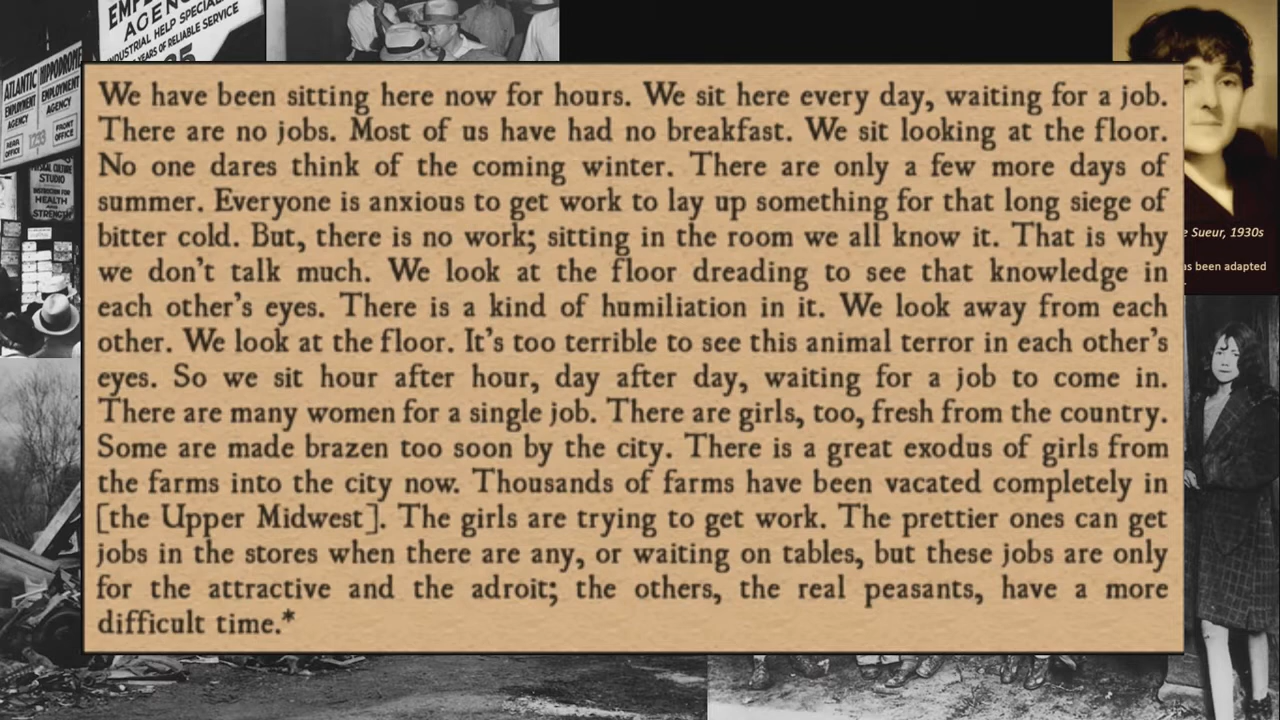 EMPL
AGENC
INDUSTRIAL HELP SPECIAL
YEARS OF RELIABLE SERVICE
ATLANTIC HIPPODROME
EMPLOYMENT EMPLOYMENT
AGENCY AGENCY
1233 FRONT
OFFICE OFFICE
STUDIO
HEALTH
STRENGTH
We have been sitting here now for hours. We sit here every day, waiting for a job.
There are no jobs. Most of us have had no breakfast. We sit looking at the floor.
No one dares think of the coming winter. There are only a few more days of
summer. Everyone is anxious to get work to lay up something for that long siege of
bitter cold. But, there is no work; sitting in the room we all know it. That is why
we don't talk much. We look at the floor dreading to see that knowledge in
each other's eyes. There is a kind of humiliation in it. We look away from each
other. We look at the floor. It's too terrible to see this animal terror in each other's
eyes. So we sit hour after hour, day after day, waiting for a job to come in.
There are many women for a single job. There are girls, too, fresh from the country.
Some are made brazen too soon by the city. There is a great exodus of girls from
the farms into the city now. Thousands of farms have been vacated completely in
[the Upper Midwest]. The girls are trying to get work. The prettier ones can get
jobs in the stores when there are any, or waiting on tables, but these jobs are only
for the attractive and the adroit; the others, the real peasants, have a more
difficult time.*
e Sueur, 1930s
as been adapted